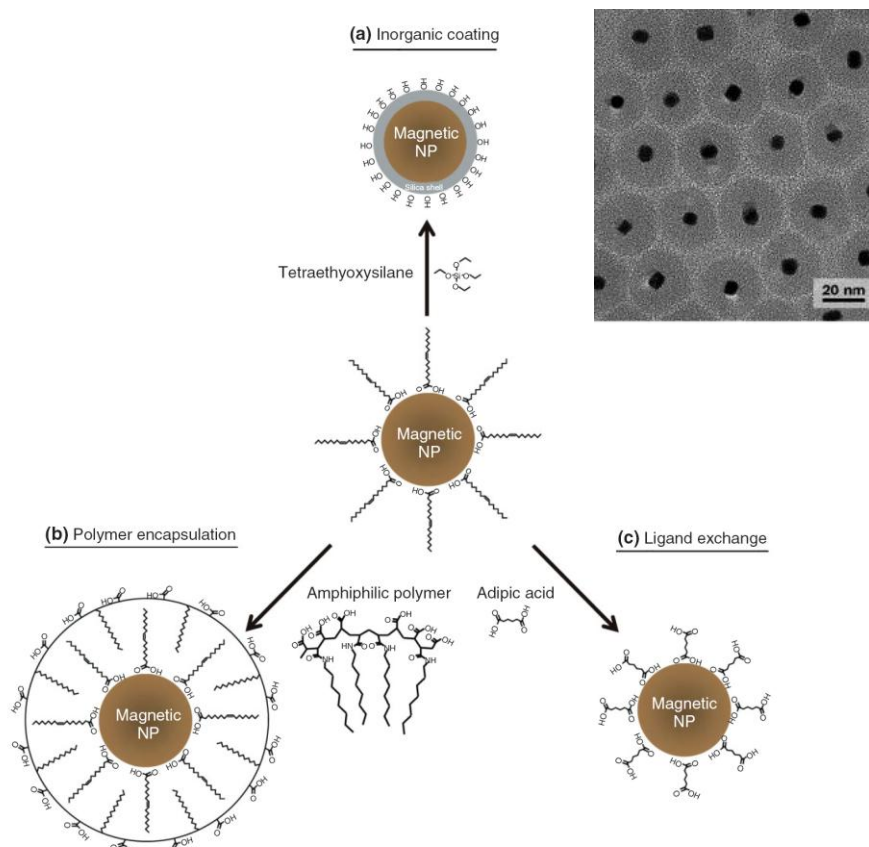 (a) Inorganic coating
Magnetic
NP
Silica shell
20 nm
Tetraethyoxysilane
Magnetic
NP
(b) Polymer encapsulation
(c) Ligand exchange
Amphiphilic polymer
Adipic acid
Magnetic
NP
Magnetic
NP